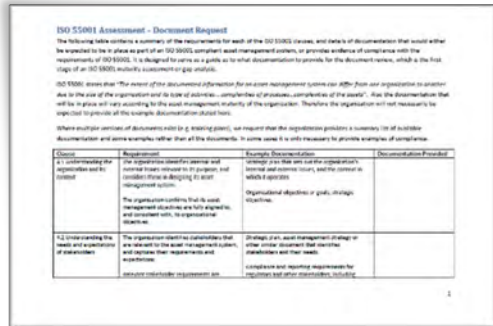 ISO 55001 Assessment – Document Request
The following table contains a summary of the requirements for each of the ISO 55001 clauses, and details of documentation that would either
be expected to be in place as part of an ISO 55001 compliant asset management system, or provides evidence of compliance with the
requirements of ISO 55001. It is designed to serve as a guide as to what documentation to provide for the document review, which is the first
stage of an ISO 55001 maturity assessment or gap analysis.
ISO 55001 states that "The extent of the documented information for an asset management system can differ from one organization to another
due to the size of the organisation and its type of activities...complexities of processes...complexities of the assets". Also the documentation that
will be in place will vary according to the asset management maturity of the organization. Therefore the organisation will not necessarily be
expected to provide all the example documentation stated here.
Where multiple versions of documents exist (e.g. training plans), we request that the organization provides a summary list of available
documentation and some examples rather than all the documents. In some cases it is only necessary to provide examples of compliance.
Clause Requirement Example Documentation Documentation Provided
4.1 Understanding the The organisation identifies internal and Strategic plan that sets out the organisation's
organization and its external issues relevant to its purpose, and internal and external issues, and the context in
context considers these in designing its asset which it operates
management system.
Organisational objectives or goals, strategic
The organisation confirms that its asset objectives.
management objectives are fully aligned to,
and consistent with, its organizational
objectives.
4.2 Understanding the The organisation identifies stakeholders that Strategic plan, asset management strategy or
needs and expectations are relevant to the asset management system, other similar document that identifies
of stakeholders and captures their requirements and stakeholders and their needs.
expectations.
Compliance and reporting requirements for
stakeholder requirements are regulators and other stakeholders, including
1